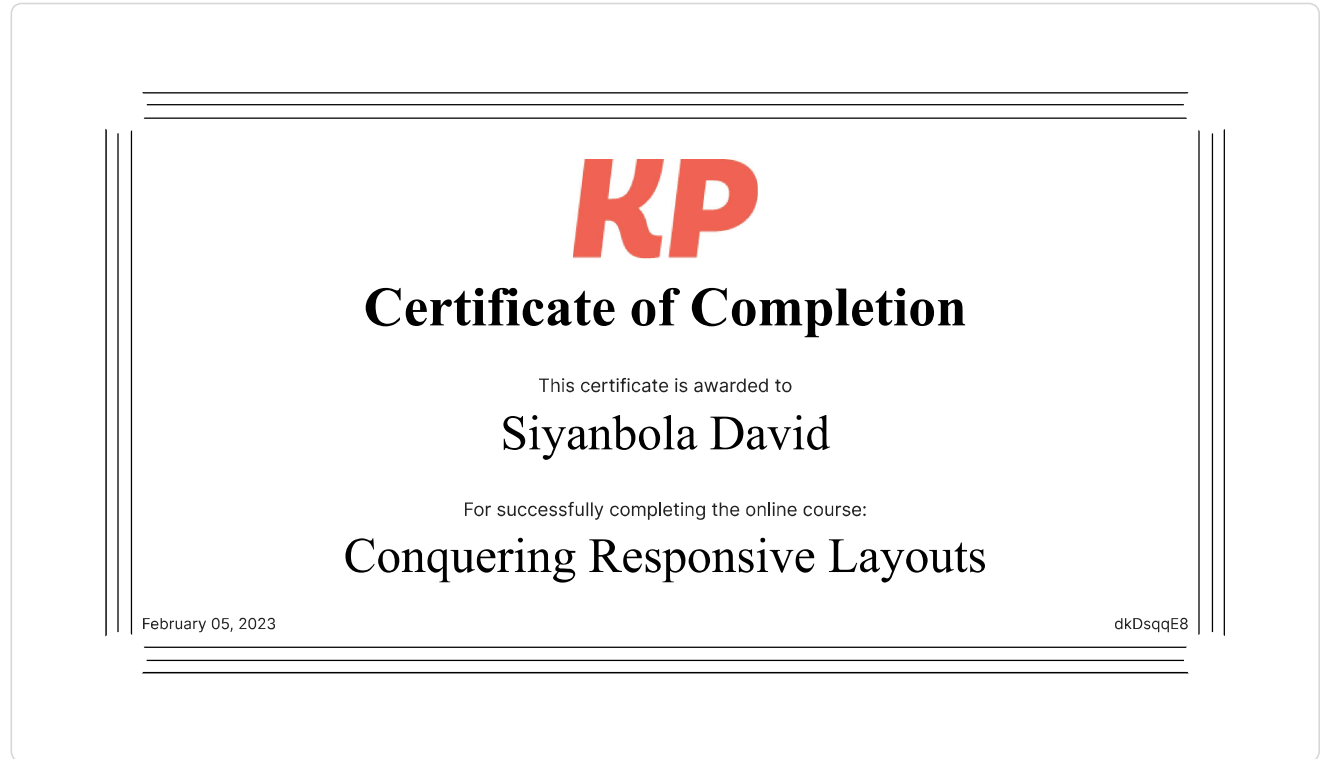 KP
Certificate of Completion
This certificate is awarded to
Siyanbola David
For successfully completing the online course:
Conquering Responsive Layouts
February 05, 2023
dkDsqqE8